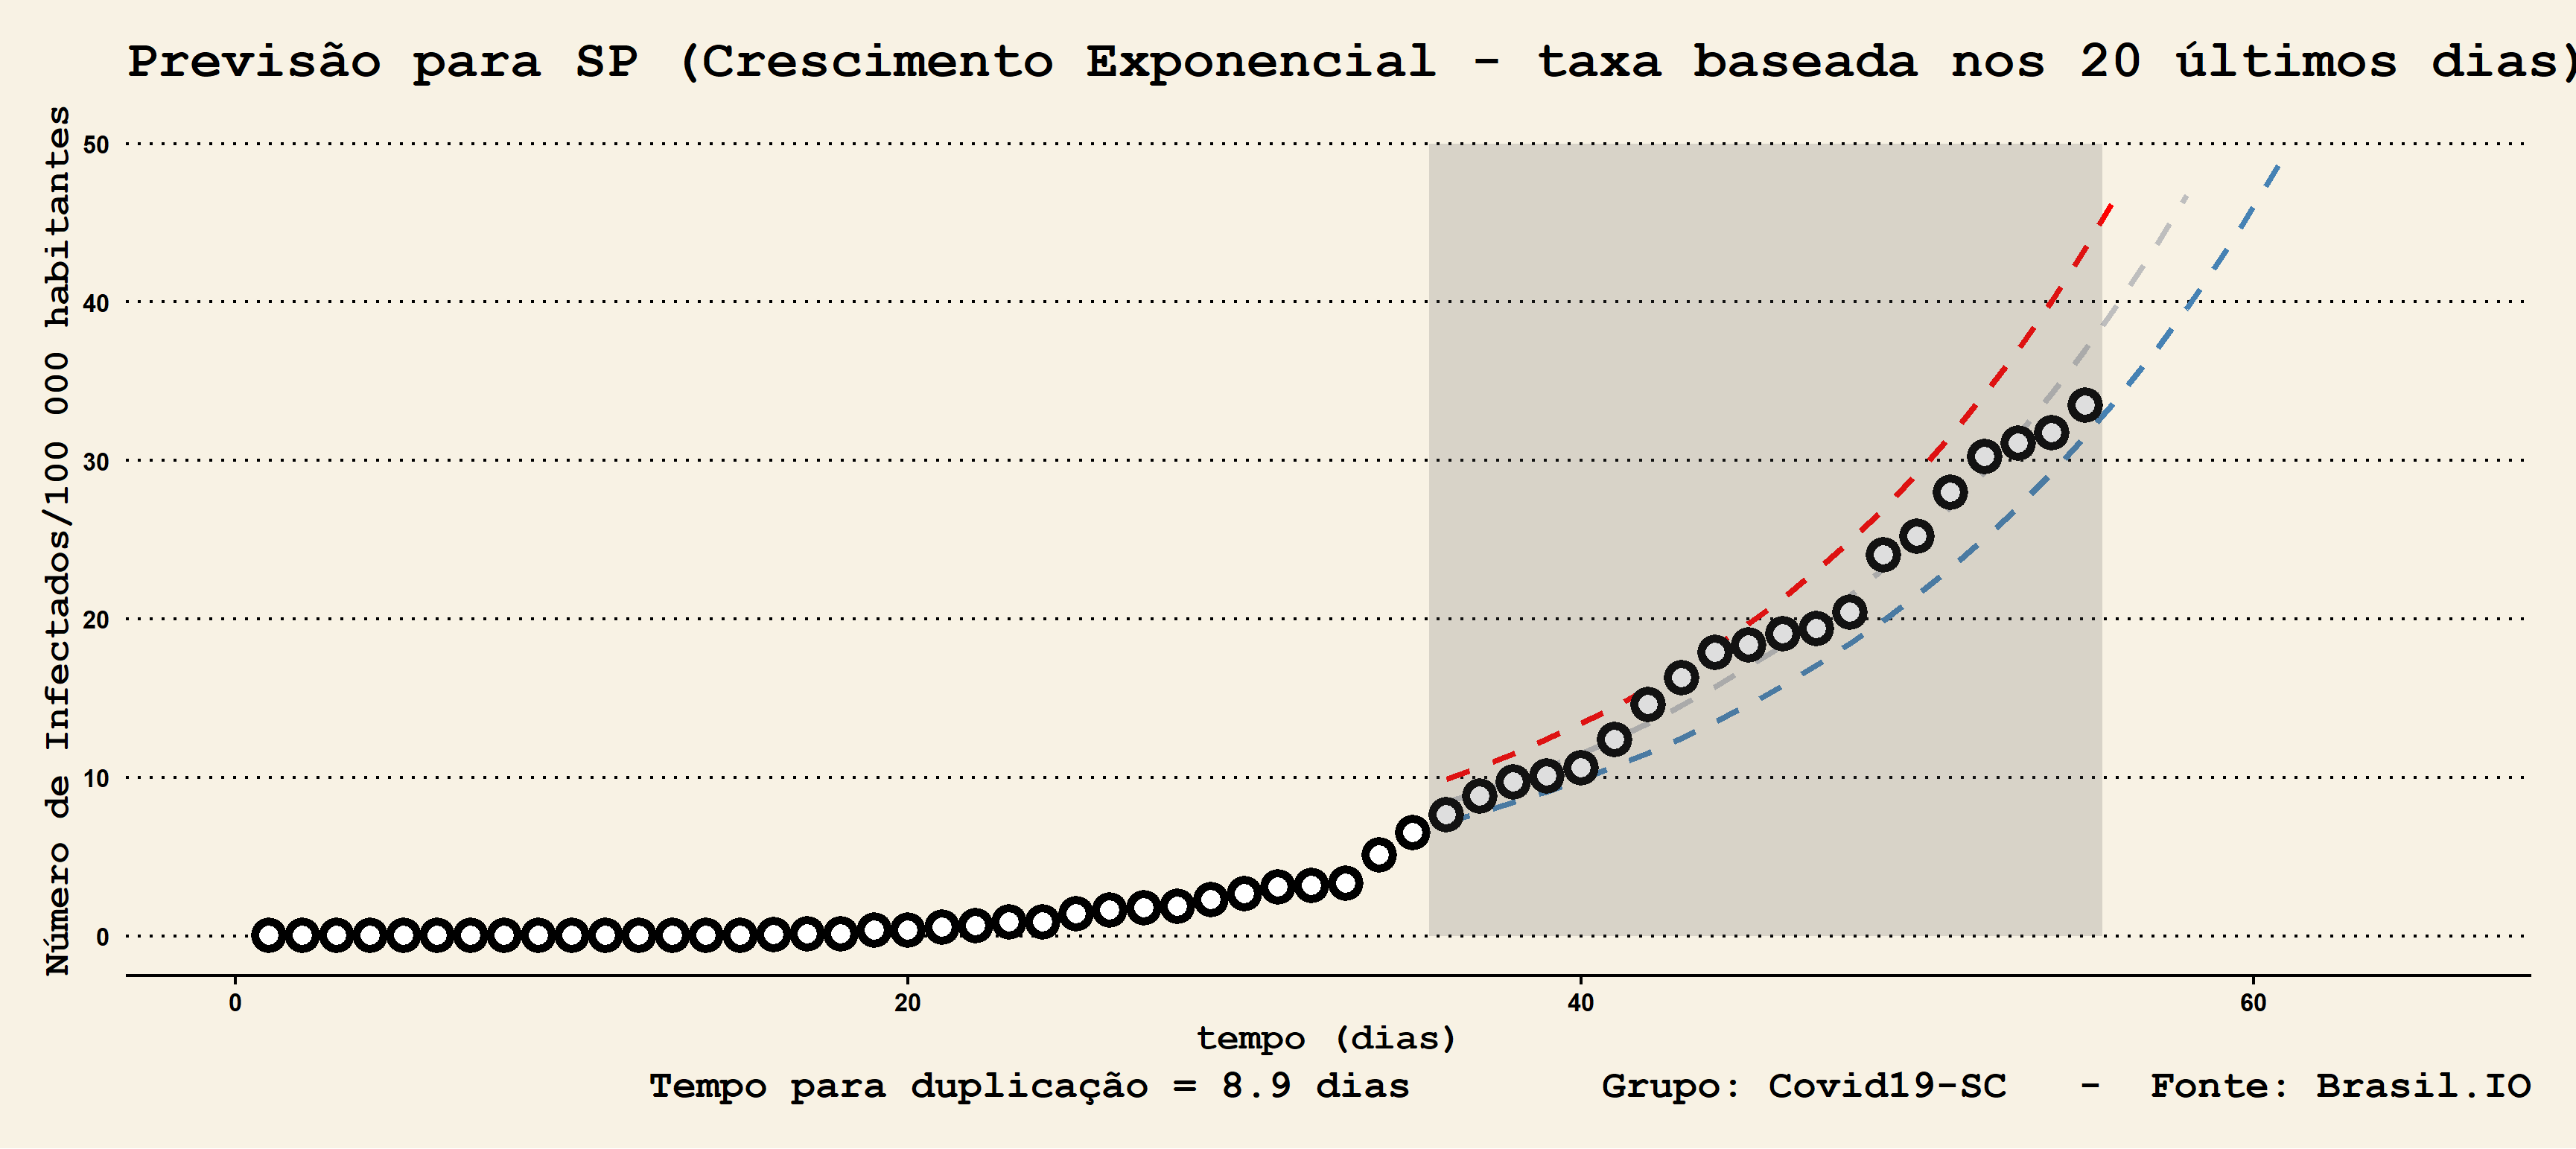 Previsão para SP (Crescimento Exponencial - taxa baseada nos 20 últimos dias)
Número de Infectados/100 000 habitantes
50
40
30
20
10
0
0 20 40 60
tempo (dias)
Tempo para duplicação = 8.9 dias Grupo: Covid19-SC - Fonte: Brasil.IO